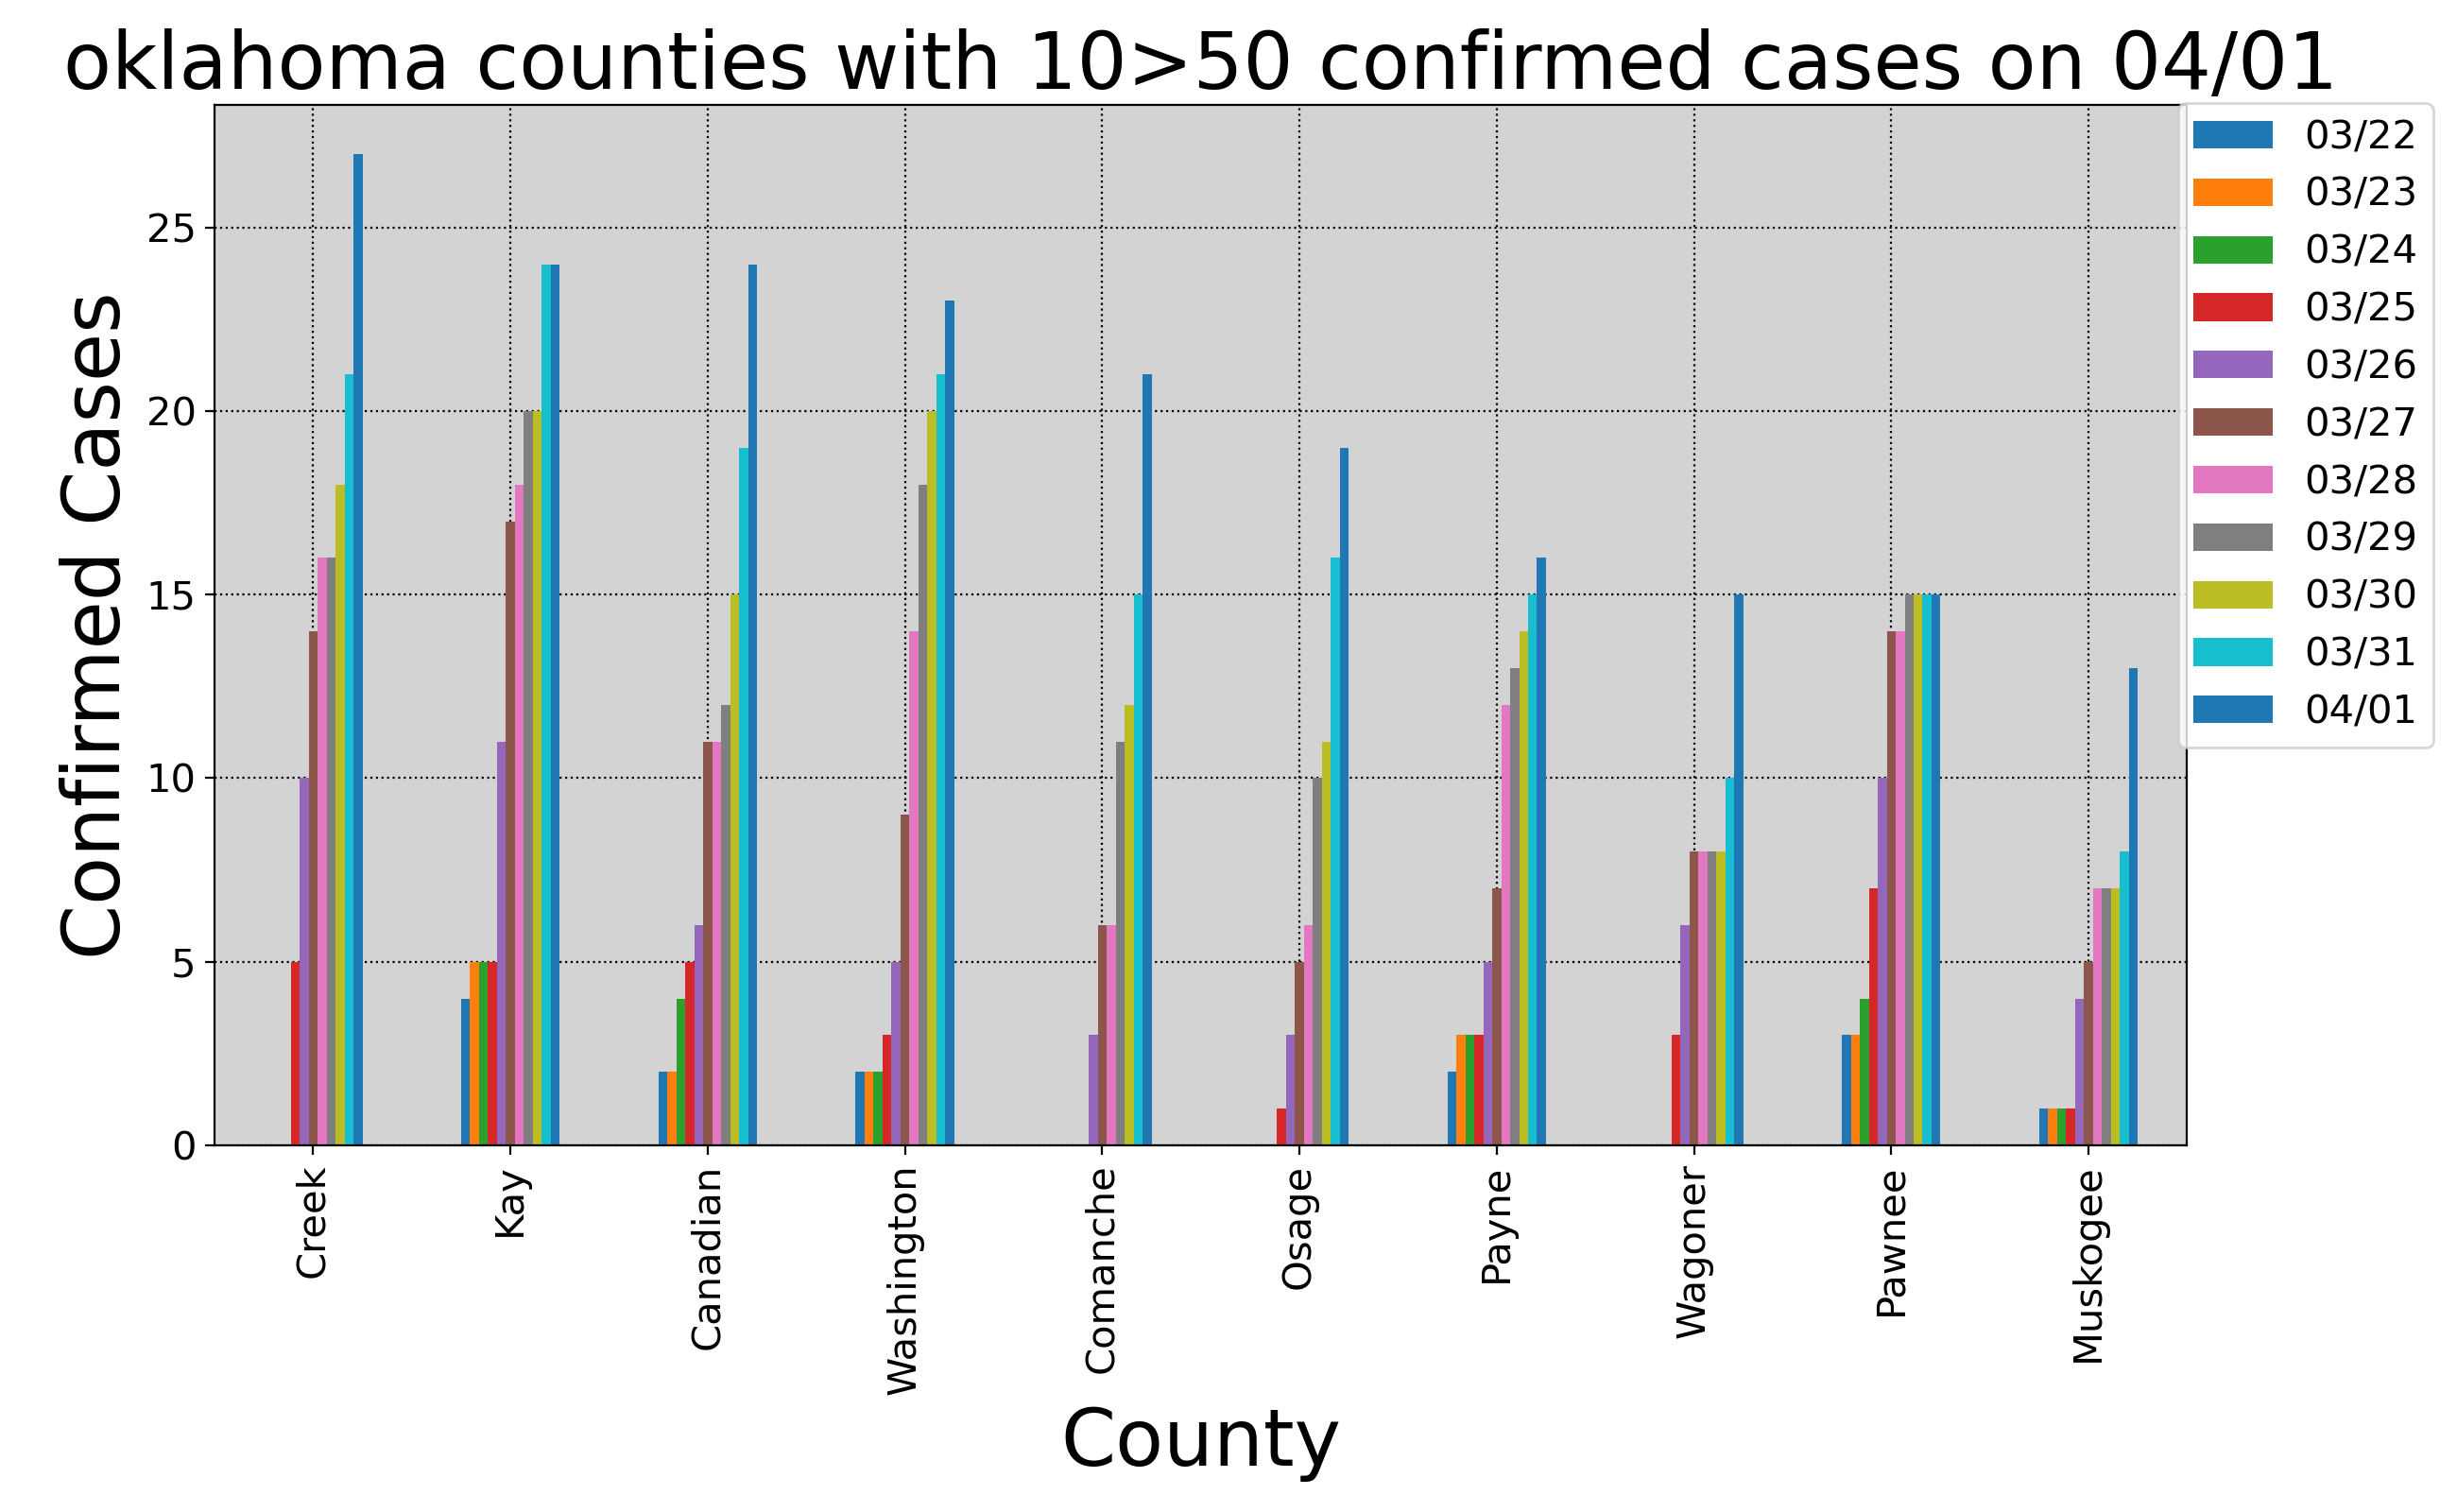 oklahoma counties with 10>50 confirmed cases on 04/01
Confirmed Cases
25
20
15
10
5
0
03/22
03/23
03/24
03/25
03/26
03/27
03/28
03/29
03/30
03/31
04/01
Creek
Kay
Canadian
Washington
Comanche
Osage
Payne
Wagoner
Pawnee
Muskogee
County